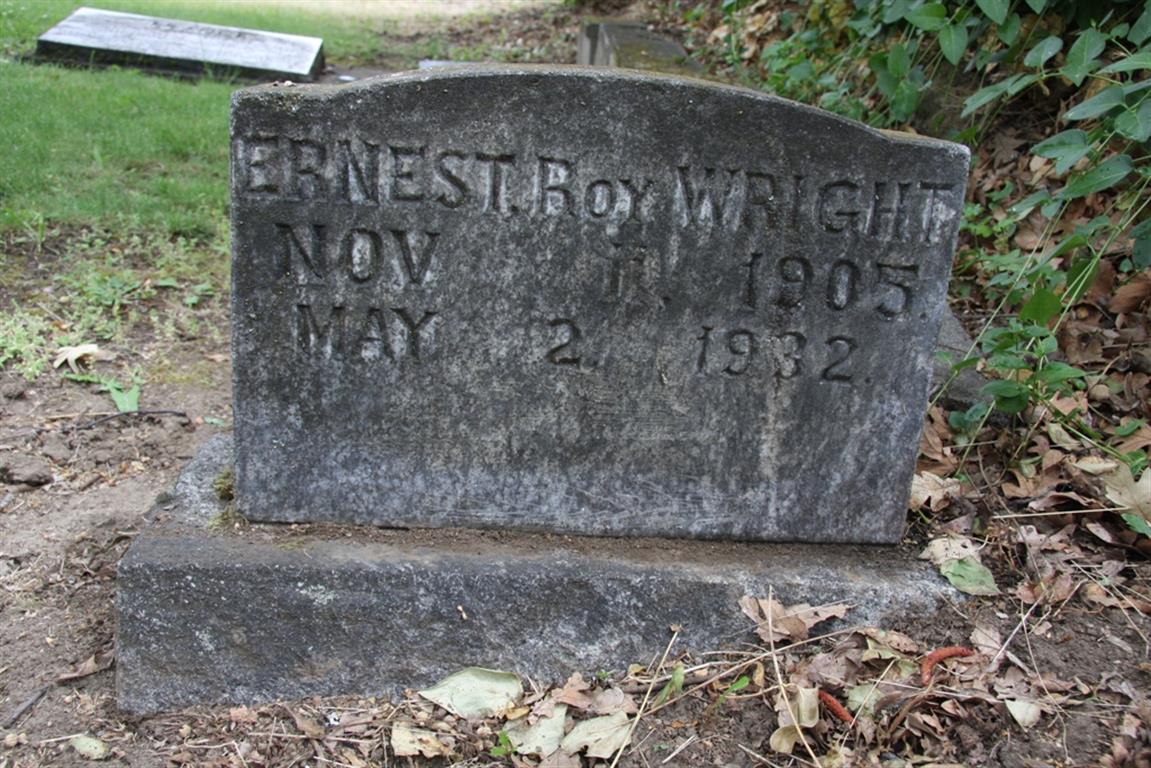 ERNEST. ROY WRIGHT
NOV 11. 1905.
MAY 2. 1932.